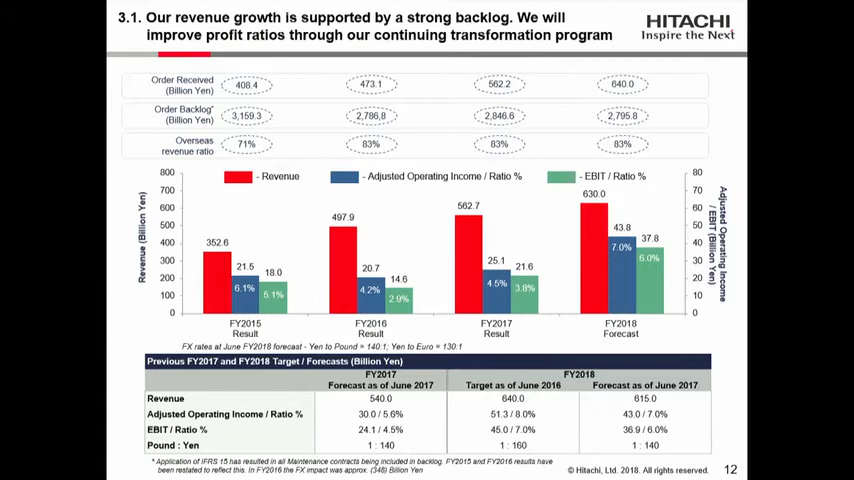 3.1. Our revenue growth is supported by a strong backlog. We will
improve profit ratios through our continuing transformation program
HITACHI
Inspire the Next
Order Received
(Billion Yen)
408.4 473.1 562.2 640.0
Order Backlog*
(Billion Yen)
3,159.3 2,786,8 2,846.6 2,795.8
Overseas
revenue ratio
71% 83% 83% 83%
- Revenue - Adjusted Operating Income / Ratio % - EBIT / Ratio %
Revenue (Billion Yen)
800
700
600
500
400
300
200
100
0
352.6 21.5 18.0
6.1% 5.1%
497.9 20.7 14.6
4.2% 2.9%
562.7 25.1 21.6
4.5% 3.8%
630.0 43.8 37.8
7.0% 6.0%
80
70
60
50
40
30
20
10
0
Adjusted Operating Income
/ EBIT (Billion Yen)
FY2015
Result
FY2016
Result
FY2017
Result
FY2018
Forecast
FX rates at June FY2018 forecast - Yen to Pound = 140:1; Yen to Euro = 130:1
Previous FY2017 and FY2018 Target / Forecasts (Billion Yen)
FY2017 FY2018
Forecast as of June 2017 Target as of June 2016 Forecast as of June 2017
Revenue 540.0 640.0 615.0
Adjusted Operating Income / Ratio % 30.0 / 5.6% 51.3 / 8.0% 43.0 / 7.0%
EBIT / Ratio % 24.1 / 4.5% 45.0 / 7.0% 36.9 / 6.0%
Pound : Yen 1 : 140 1 : 160 1 : 140
* Application of IFRS 15 has resulted in all Maintenance contracts being included in backlog. FY2015 and FY2016 results have
been restated to reflect this. In FY2016 the FX impact was approx. (348) Billion Yen
© Hitachi, Ltd. 2018. All rights reserved. 12